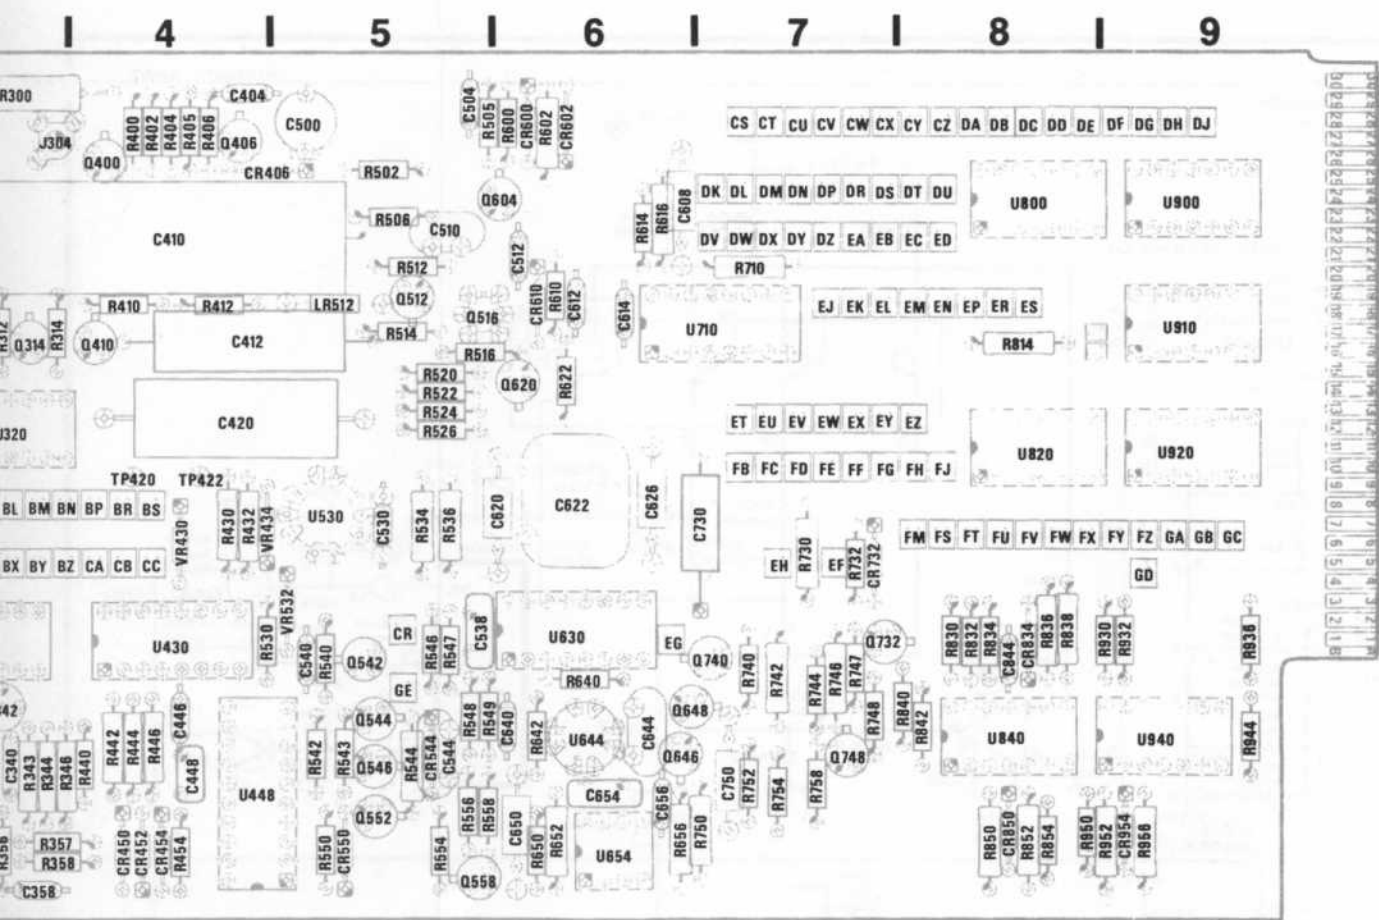 4 5 6 7 8 9
R300 C404 C504 R505 R600 CR600 R602 CR602
J304 R400 R402 R404 R405 R406 C500 CS CT CU CV CW CX CY CZ DA DB DC DD DE DF DG DH DJ
Q400 Q406
CR406 R502
Q604 R614 R616 C608 DK DL DM DN DP DR DS DT DU U800 U900
C410 R506 C510
DV DW DX DY DZ EA EB EC ED
R512 C512 R710
R410 R412 LR512 Q512 CR610 R610 C612 C614 EJ EK EL EM EN EP ER ES
R312 Q314 R314 Q410 C412 R514 Q516 U710 R814 U910
R516
R520 Q620 R622
R522
R524
R526
U320 C420 ET EU EV EW EX EY EZ
U820 U920
FB FC FD FE FF FG FH FJ
TP420 TP422
BL BM BN BP BR BS VR430 R430 R432 VR434 U530 C530 R534 R536 C620 C622 C626 C730
R730 R732 CR732 FM FS FT FU FV FW FX FY FZ GA GB GC
BX BY BZ CA CB CC EH EF GD
VR532
U430 R530 C540 R540 Q542 CR R546 R547 C538 U630 EG Q740 R740 R742 R744 R746 R747 Q732 R830 R832 R834 C844 CR834 R836 R838 R930 R932 R936
GE R640
342 C446 Q544 R548 R549 C640 R642 U644 C644 Q648 R748 R840 R842
C340 R343 R344 R346 R440 R442 R444 R446 C448 U448 R542 R543 Q546 R544 CR544 C544 Q646 C750 R752 R754 R758 Q748 U840 U940 R944
C654 C656
R356 R357 R358 CR450 CR452 CR454 R454 R550 CR550 Q552 R554 R556 R558 C650 R650 R652 U654 R656 R750 R850 CR850 R852 R854 R950 R952 CR954 R956
C358 Q558